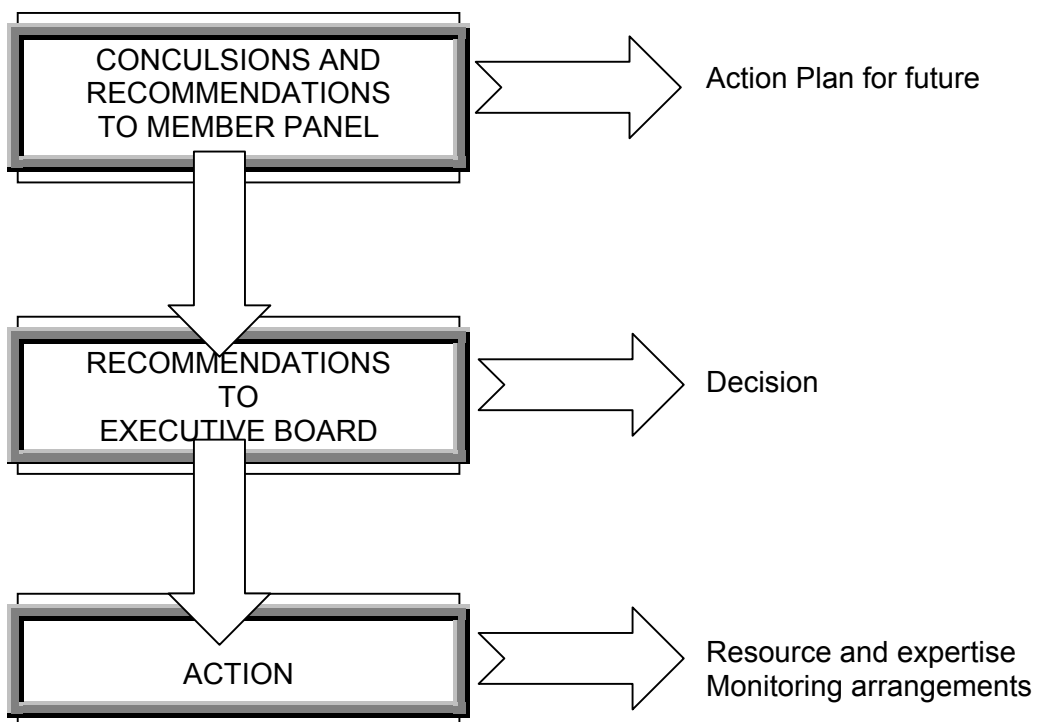 CONCULSIONS AND
RECOMMENDATIONS
TO MEMBER PANEL
Action Plan for future
RECOMMENDATIONS
TO
EXECUTIVE BOARD
Decision
ACTION
Resource and expertise
Monitoring arrangements